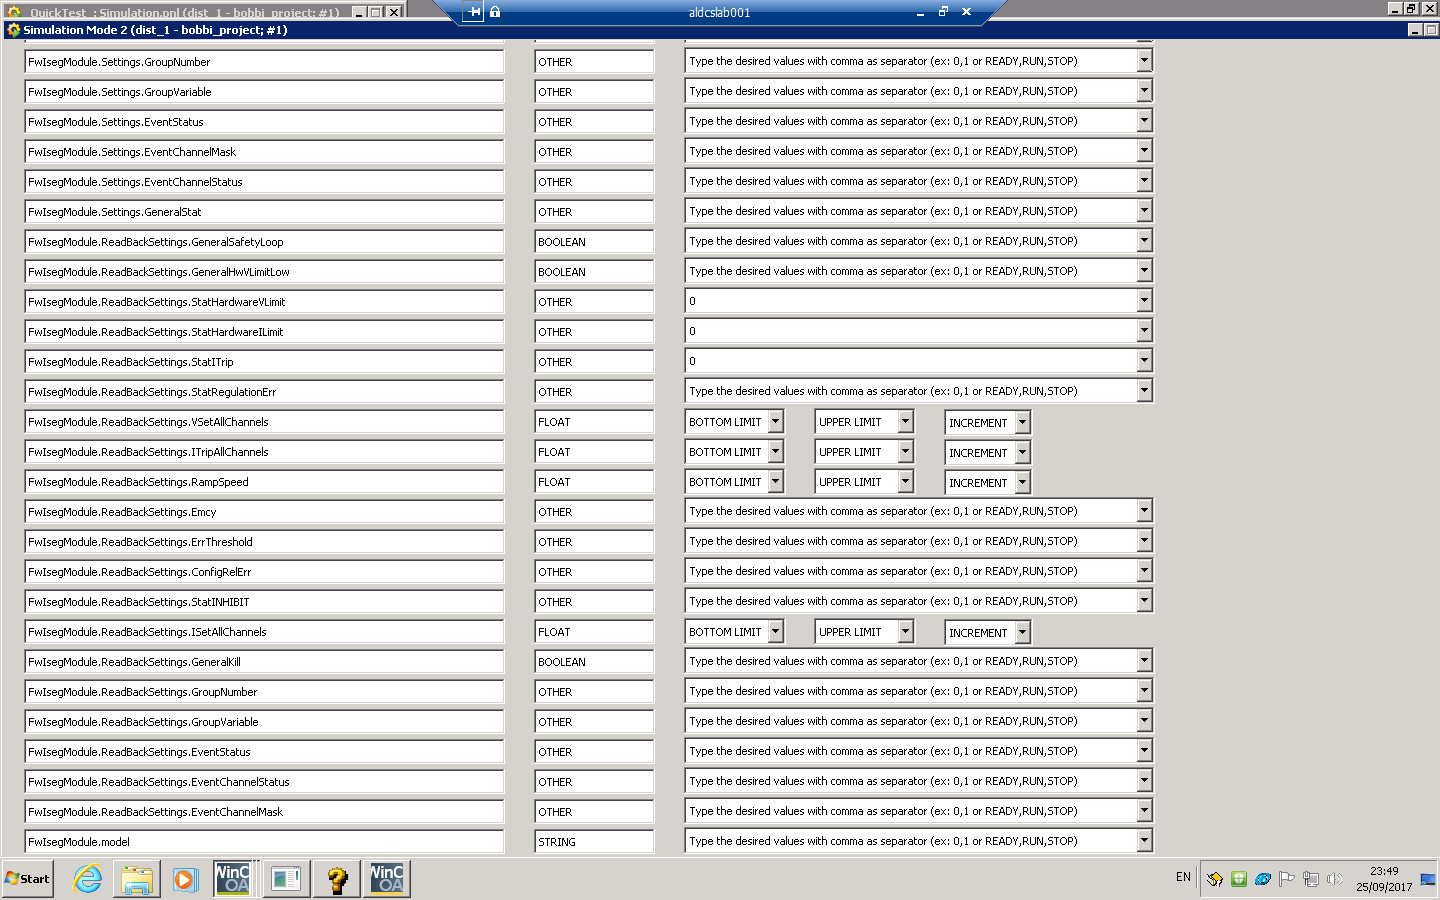 QuickTest : Simulation.pnl (dist_1 - bobbi_project; #1)
aldcslab001
Simulation Mode 2 (dist_1 - bobbi_project; #1)
FwIsegModule.Settings.GroupNumber OTHER Type the desired values with comma as separator (ex: 0,1 or READY,RUN,STOP)
FwIsegModule.Settings.GroupVariable OTHER Type the desired values with comma as separator (ex: 0,1 or READY,RUN,STOP)
FwIsegModule.Settings.EventStatus OTHER Type the desired values with comma as separator (ex: 0,1 or READY,RUN,STOP)
FwIsegModule.Settings.EventChannelMask OTHER Type the desired values with comma as separator (ex: 0,1 or READY,RUN,STOP)
FwIsegModule.Settings.EventChannelStatus OTHER Type the desired values with comma as separator (ex: 0,1 or READY,RUN,STOP)
FwIsegModule.Settings.GeneralStat OTHER Type the desired values with comma as separator (ex: 0,1 or READY,RUN,STOP)
FwIsegModule.ReadBackSettings.GeneralSafetyLoop BOOLEAN Type the desired values with comma as separator (ex: 0,1 or READY,RUN,STOP)
FwIsegModule.ReadBackSettings.GeneralHwVLimitLow BOOLEAN Type the desired values with comma as separator (ex: 0,1 or READY,RUN,STOP)
FwIsegModule.ReadBackSettings.StatHardwareVLimit OTHER 0
FwIsegModule.ReadBackSettings.StatHardwareILimit OTHER 0
FwIsegModule.ReadBackSettings.StatITrip OTHER 0
FwIsegModule.ReadBackSettings.StatRegulationErr OTHER Type the desired values with comma as separator (ex: 0,1 or READY,RUN,STOP)
FwIsegModule.ReadBackSettings.VSetAllChannels FLOAT BOTTOM LIMIT UPPER LIMIT INCREMENT
FwIsegModule.ReadBackSettings.ITripAllChannels FLOAT BOTTOM LIMIT UPPER LIMIT INCREMENT
FwIsegModule.ReadBackSettings.RampSpeed FLOAT BOTTOM LIMIT UPPER LIMIT INCREMENT
FwIsegModule.ReadBackSettings.Emcy OTHER Type the desired values with comma as separator (ex: 0,1 or READY,RUN,STOP)
FwIsegModule.ReadBackSettings.ErrThreshold OTHER Type the desired values with comma as separator (ex: 0,1 or READY,RUN,STOP)
FwIsegModule.ReadBackSettings.ConfigRelErr OTHER Type the desired values with comma as separator (ex: 0,1 or READY,RUN,STOP)
FwIsegModule.ReadBackSettings.StatINHIBIT OTHER Type the desired values with comma as separator (ex: 0,1 or READY,RUN,STOP)
FwIsegModule.ReadBackSettings.ISetAllChannels FLOAT BOTTOM LIMIT UPPER LIMIT INCREMENT
FwIsegModule.ReadBackSettings.GeneralKill BOOLEAN Type the desired values with comma as separator (ex: 0,1 or READY,RUN,STOP)
FwIsegModule.ReadBackSettings.GroupNumber OTHER Type the desired values with comma as separator (ex: 0,1 or READY,RUN,STOP)
FwIsegModule.ReadBackSettings.GroupVariable OTHER Type the desired values with comma as separator (ex: 0,1 or READY,RUN,STOP)
FwIsegModule.ReadBackSettings.EventStatus OTHER Type the desired values with comma as separator (ex: 0,1 or READY,RUN,STOP)
FwIsegModule.ReadBackSettings.EventChannelStatus OTHER Type the desired values with comma as separator (ex: 0,1 or READY,RUN,STOP)
FwIsegModule.ReadBackSettings.EventChannelMask OTHER Type the desired values with comma as separator (ex: 0,1 or READY,RUN,STOP)
FwIsegModule.model STRING Type the desired values with comma as separator (ex: 0,1 or READY,RUN,STOP)
Start WinC OA WinC OA EN 23:49
25/09/2017